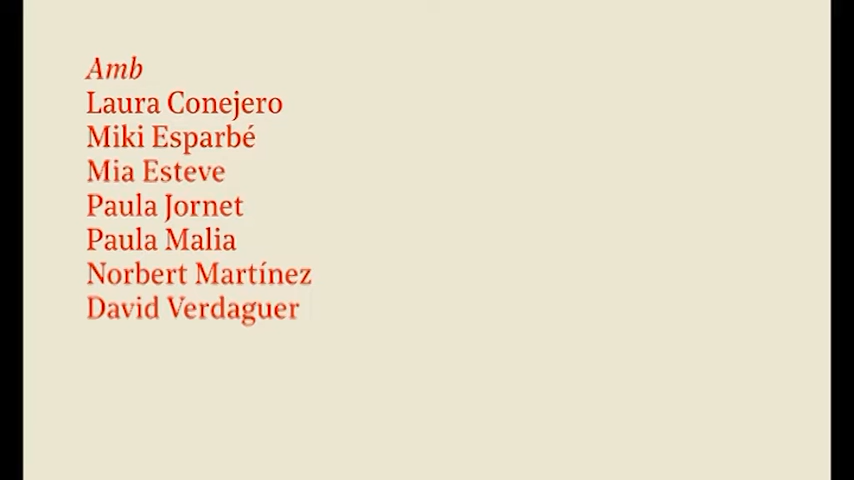 Amb
Laura Conejero
Miki Esparbé
Mia Esteve
Paula Jornet
Paula Malia
Norbert Martínez
David Verdaguer